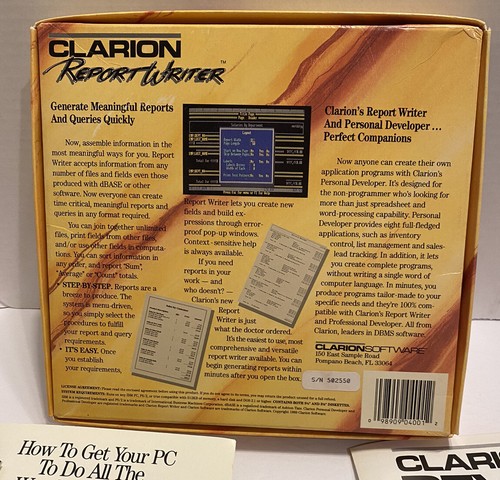 CLARION
REPORT WRITER™
Generate Meaningful Reports
And Queries Quickly
Now, assemble information in the
most meaningful ways for you. Report
Writer accepts information from any
number of files and fields even those
produced with dBASE or other
software. Now everyone can create
time critical, meaningful reports and
queries in any format required.
You can join together unlimited
files, print fields from other files,
and/or use other fields in computa-
tions. You can sort information in
any order, and report "Sum",
"Average" or "Count" totals.
• STEP-BY-STEP. Reports are a
breeze to produce. The
system is menu-driven,
so you simply select the
procedures to fulfill
your report and query
requirements.
• IT'S EASY. Once
you establish
your requirements,
Report Writer lets you create new
fields and build ex-
pressions through error-
proof pop-up windows.
Context-sensitive help
is always available.
If you need
reports in your
work — and
who doesn't? —
Clarion's new
Report
Writer is just
what the doctor ordered.
It's the easiest to use, most
comprehensive and versatile
report writer available. You can
begin generating reports within
minutes after you open the box.
Clarion's Report Writer
And Personal Developer...
Perfect Companions
Now anyone can create their own
application programs with Clarion's
Personal Developer. It's designed for
the non-programmer who's looking for
more than just spreadsheet and
word-processing capability. Personal
Developer provides eight full-fledged
applications, such as inventory
control, list management and sales-
lead tracking. In addition, it lets
you create complete programs,
without writing a single word
of computer language. In minutes, you
produce programs tailor-made to your
specific needs and they're 100% com-
patible with Clarion's Report Writer
and Professional Developer. All from
Clarion, leaders in DBMS software.
CLARION SOFTWARE
150 East Sample Road
Pompano Beach, FL 33064
S/N 502550
98909 04001 2
How To Get Your PC
To Do All The
CLARI